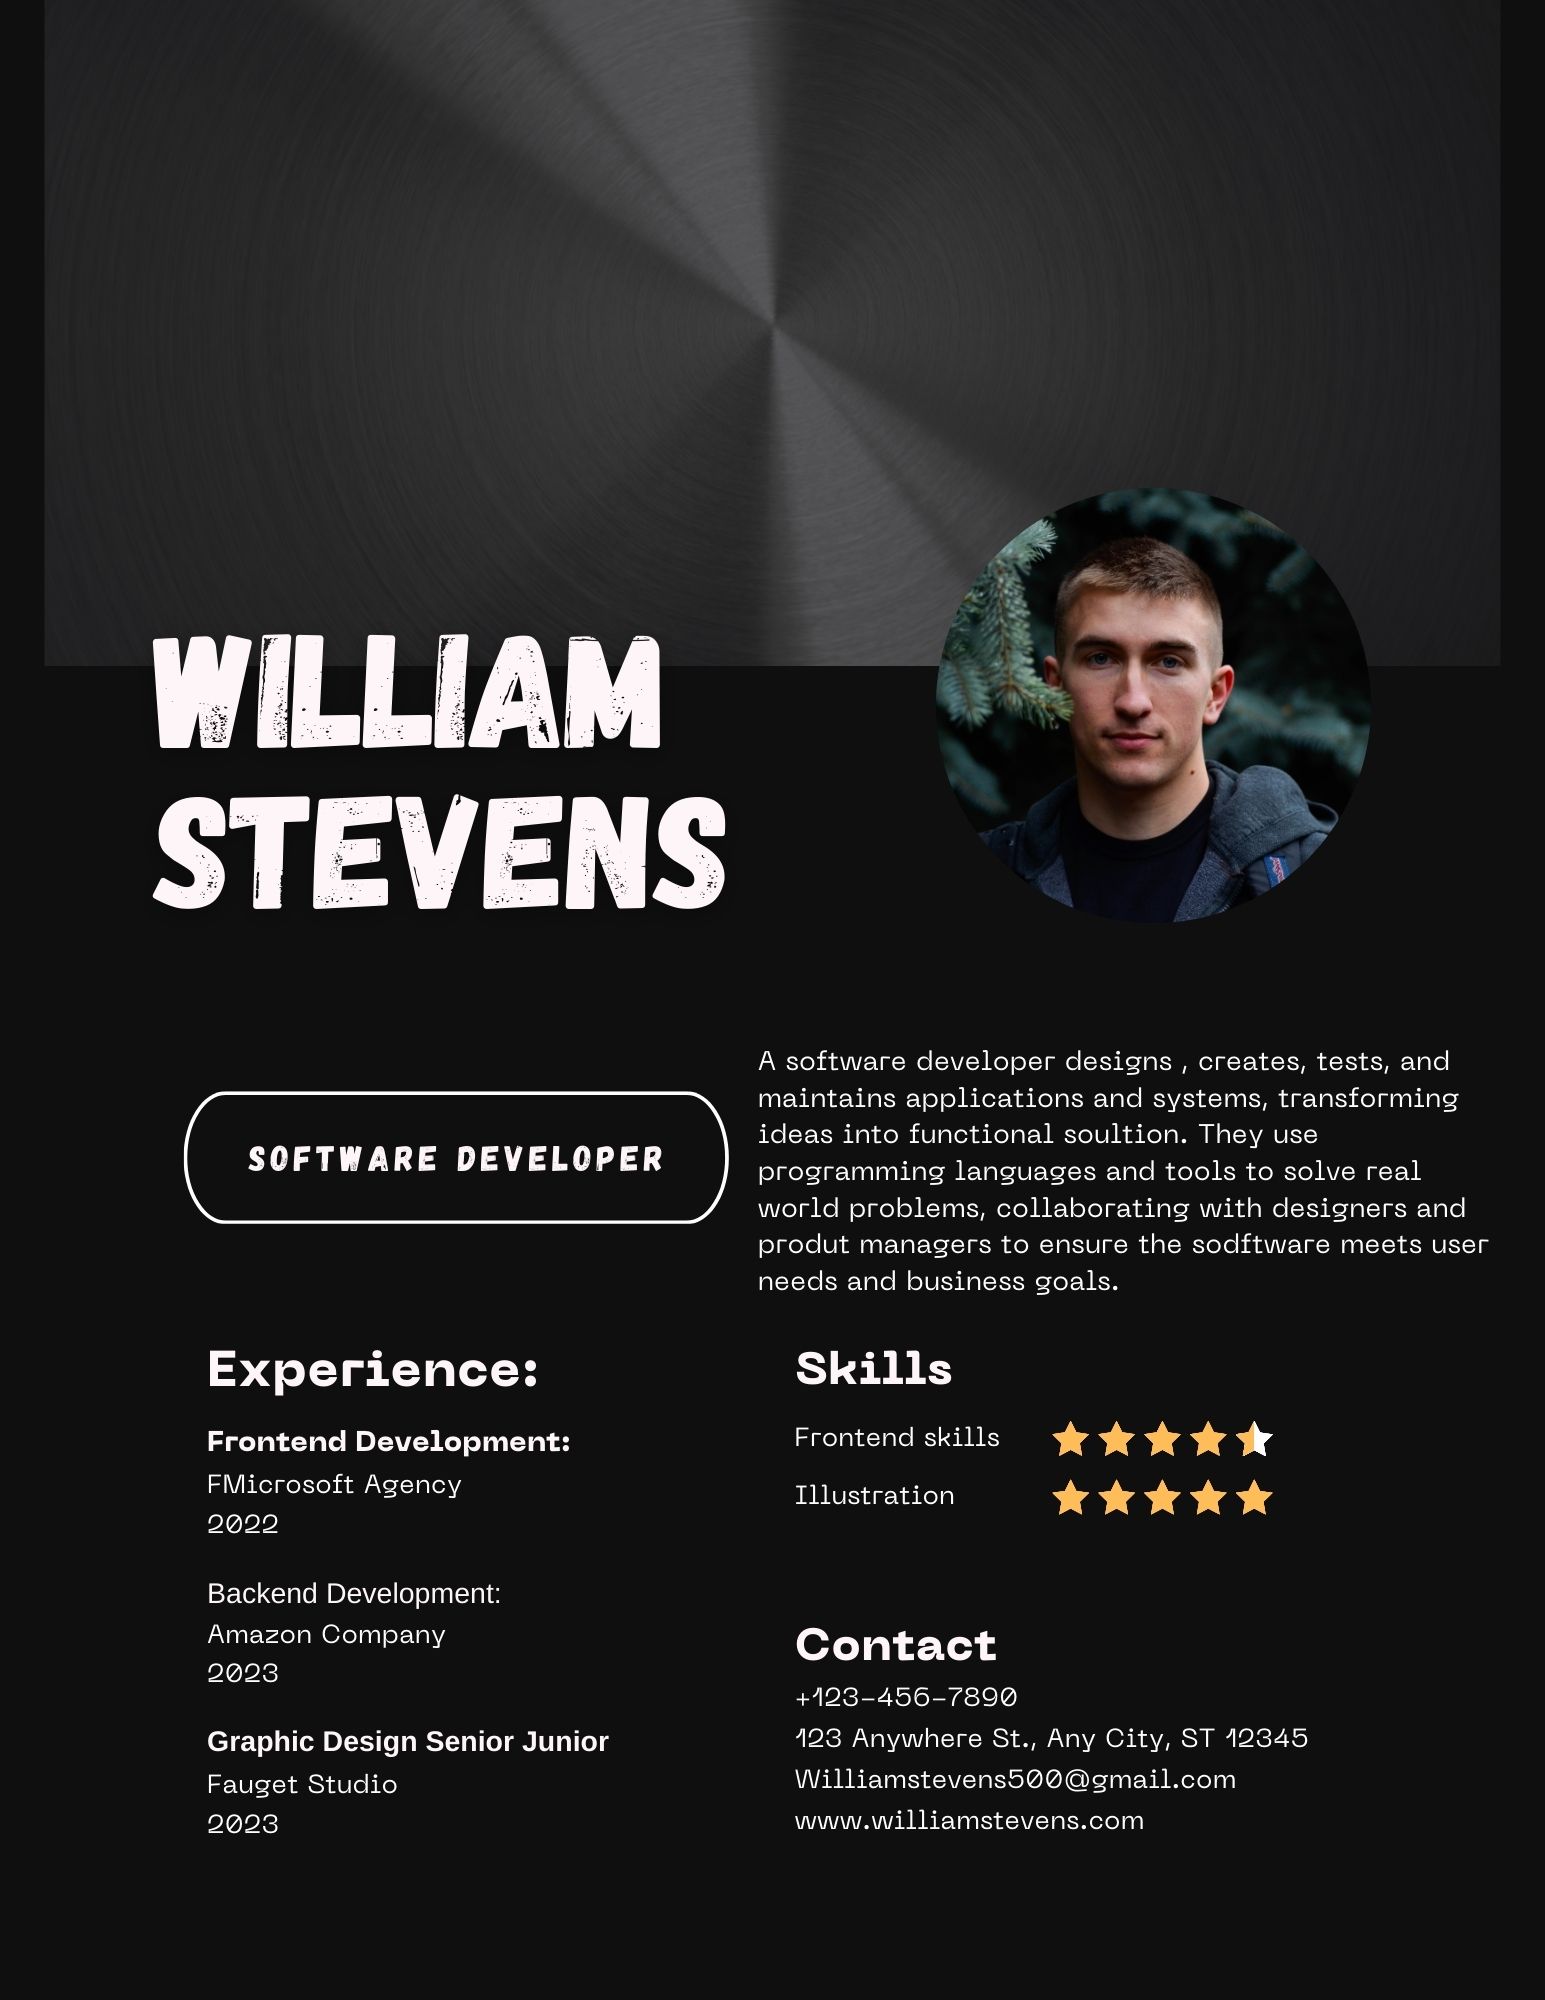 WILLIAM
STEVENS
SOFTWARE DEVELOPER
A software developer designs , creates, tests, and
maintains applications and systems, transforming
ideas into functional soultion. They use
programming languages and tools to solve real
world problems, collaborating with designers and
produt managers to ensure the sodftware meets user
needs and business goals.
Experience:
Frontend Development:
FMicrosoft Agency
2022
Backend Development:
Amazon Company
2023
Graphic Design Senior Junior
Fauget Studio
2023
Skills
Frontend skills
Illustration
Contact
+123-456-7890
123 Anywhere St., Any City, ST 12345
Williamstevens500@gmail.com
www.williamstevens.com